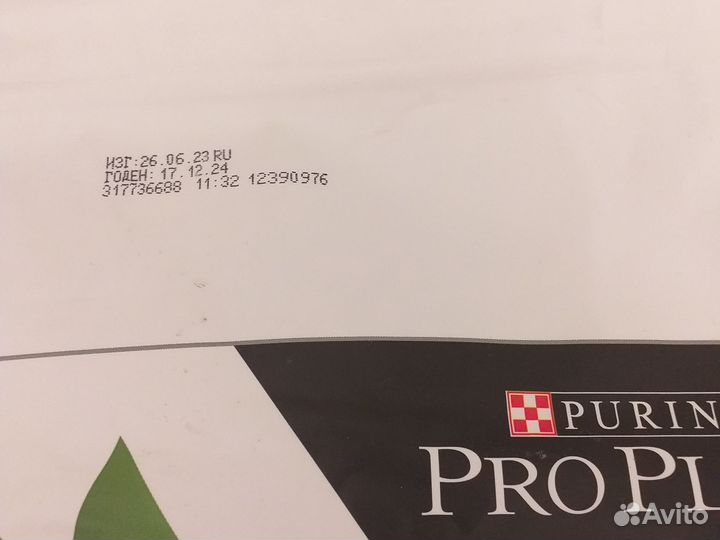 ИЗГ:26.06.23 RU
ГОДЕН: 17.12.24
317736688 11:32 12390976
PURIN
PRO PL
Avito